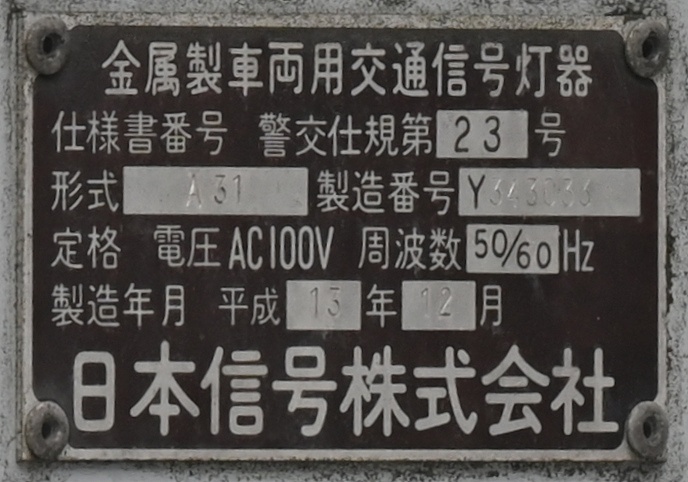 金属製車両用交通信号灯器
仕様書番号 警交仕規第23号
形式 A31 製造番号 Y343033
定格 電圧AC100V 周波数50/60Hz
製造年月 平成13年12月
日本信号株式会社